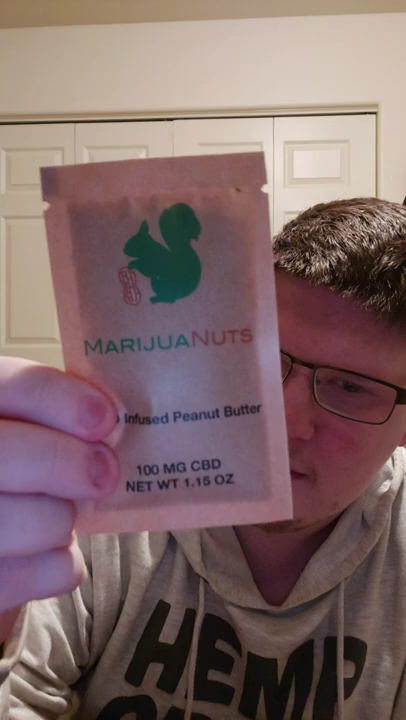 MARIJUANUTS
Infused Peanut Butter
100 MG CBD
NET WT 1.15 OZ
HEMP